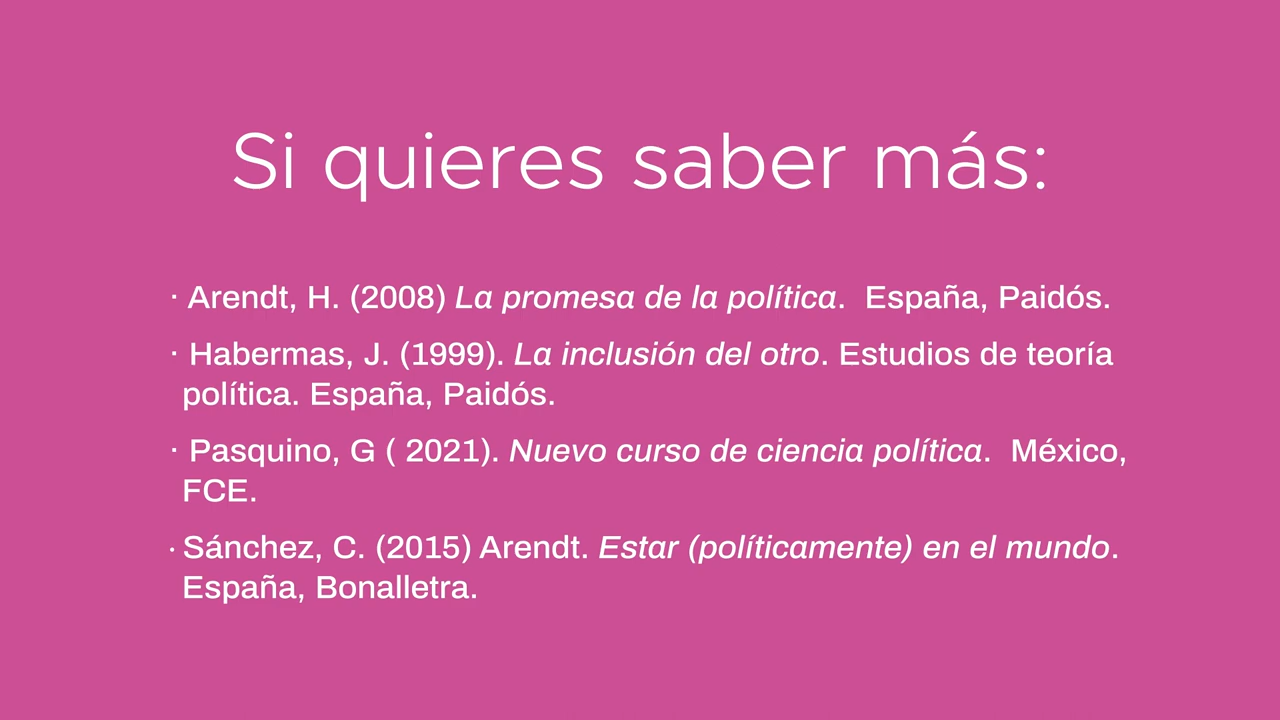 Si quieres saber más:
· Arendt, H. (2008) La promesa de la política.  España, Paidós.
· Habermas, J. (1999). La inclusión del otro. Estudios de teoría
política. España, Paidós.
· Pasquino, G ( 2021). Nuevo curso de ciencia política.  México,
FCE.
· Sánchez, C. (2015) Arendt. Estar (políticamente) en el mundo.
España, Bonalletra.